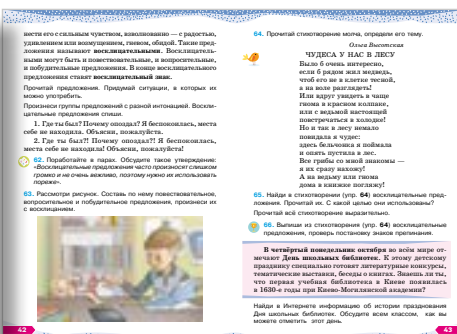 нести его с сильным чувством, взволнованно — с радостью,
удивлением или возмущением, гневом, обидой. Такие пред-
ложения называют восклицательными. Восклицатель-
ными могут быть и повествовательные, и вопросительные,
и побудительные предложения. В конце восклицательного
предложения ставят восклицательный знак.
Прочитай предложения. Придумай ситуации, в которых их
можно употребить.
Произнеси группы предложений с разной интонацией. Воскли-
цательные предложения спиши.
1. Где ты был? Почему опоздал? Я беспокоилась, места
себе не находила. Объясни, пожалуйста.
2. Где ты был?! Почему опоздал?! Я беспокоилась,
места себе не находила! Объясни, пожалуйста!
62. Поработайте в парах. Обсудите такое утверждение:
«Восклицательные предложения часто произносят слишком
громко и не очень вежливо, поэтому нужно их использовать
пореже».
63. Рассмотри рисунок. Составь по нему повествовательное,
вопросительное и побудительное предложения, произнеси их
с восклицанием.
42
64. Прочитай стихотворение молча, определи его тему.
Ольга Высотская
ЧУДЕСА У НАС В ЛЕСУ
Было б очень интересно,
если б рядом жил медведь,
чтоб его не в клетке тесной,
а на воле разглядеть!
Или вдруг увидеть в чаще
гнома в красном колпаке,
или с ведьмой настоящей
повстречаться в холодке!
Но и так в лесу немало
повидала я чудес:
здесь бельчонка я поймала
и опять пустила в лес.
Все грибы со мной знакомы —
я их сразу нахожу!
А на ведьму или гнома
дома в книжке погляжу!
65. Найди в стихотворении (упр. 64) восклицательные пред-
ложения. Прочитай их. С какой целью они использованы?
Прочитай всё стихотворение выразительно.
66. Выпиши из стихотворения (упр. 64) восклицательные
предложения, проверь постановку знаков препинания.
В четвёртый понедельник октября во всём мире от-
мечают День школьных библиотек. К этому детскому
празднику специально готовят литературные конкурсы,
тематические выставки, беседы о книгах. Знаешь ли ты,
что первая учебная библиотека в Киеве появилась
в 1630-е годы при Киево-Могилянской академии?
Найди в Интернете информацию об истории празднования
Дня школьных библиотек. Обсудите всем классом, как вы
можете отметить этот день.
43